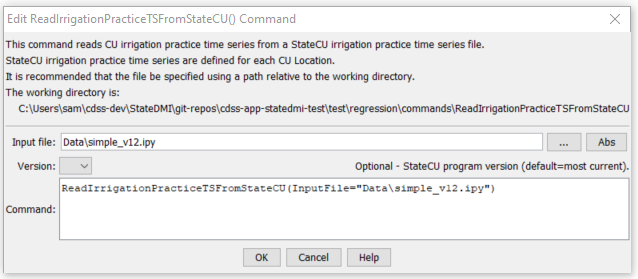 Edit ReadIrrigationPracticeTSFromStateCU() Command
This command reads CU irrigation practice time series from a StateCU irrigation practice time series file.
StateCU irrigation practice time series are defined for each CU Location.
It is recommended that the file be specified using a path relative to the working directory.
The working directory is:
C:\Users\sam\cdss-dev\StateDMI\git-repos\cdss-app-statedmi-test\test\regression\commands\ReadIrrigationPracticeTSFromStateCU
Input file: Data\simple_v12.ipy ... Abs
Version: Optional - StateCU program version (default=most current).
Command: ReadIrrigationPracticeTSFromStateCU(InputFile="Data\simple_v12.ipy")
OK Cancel Help